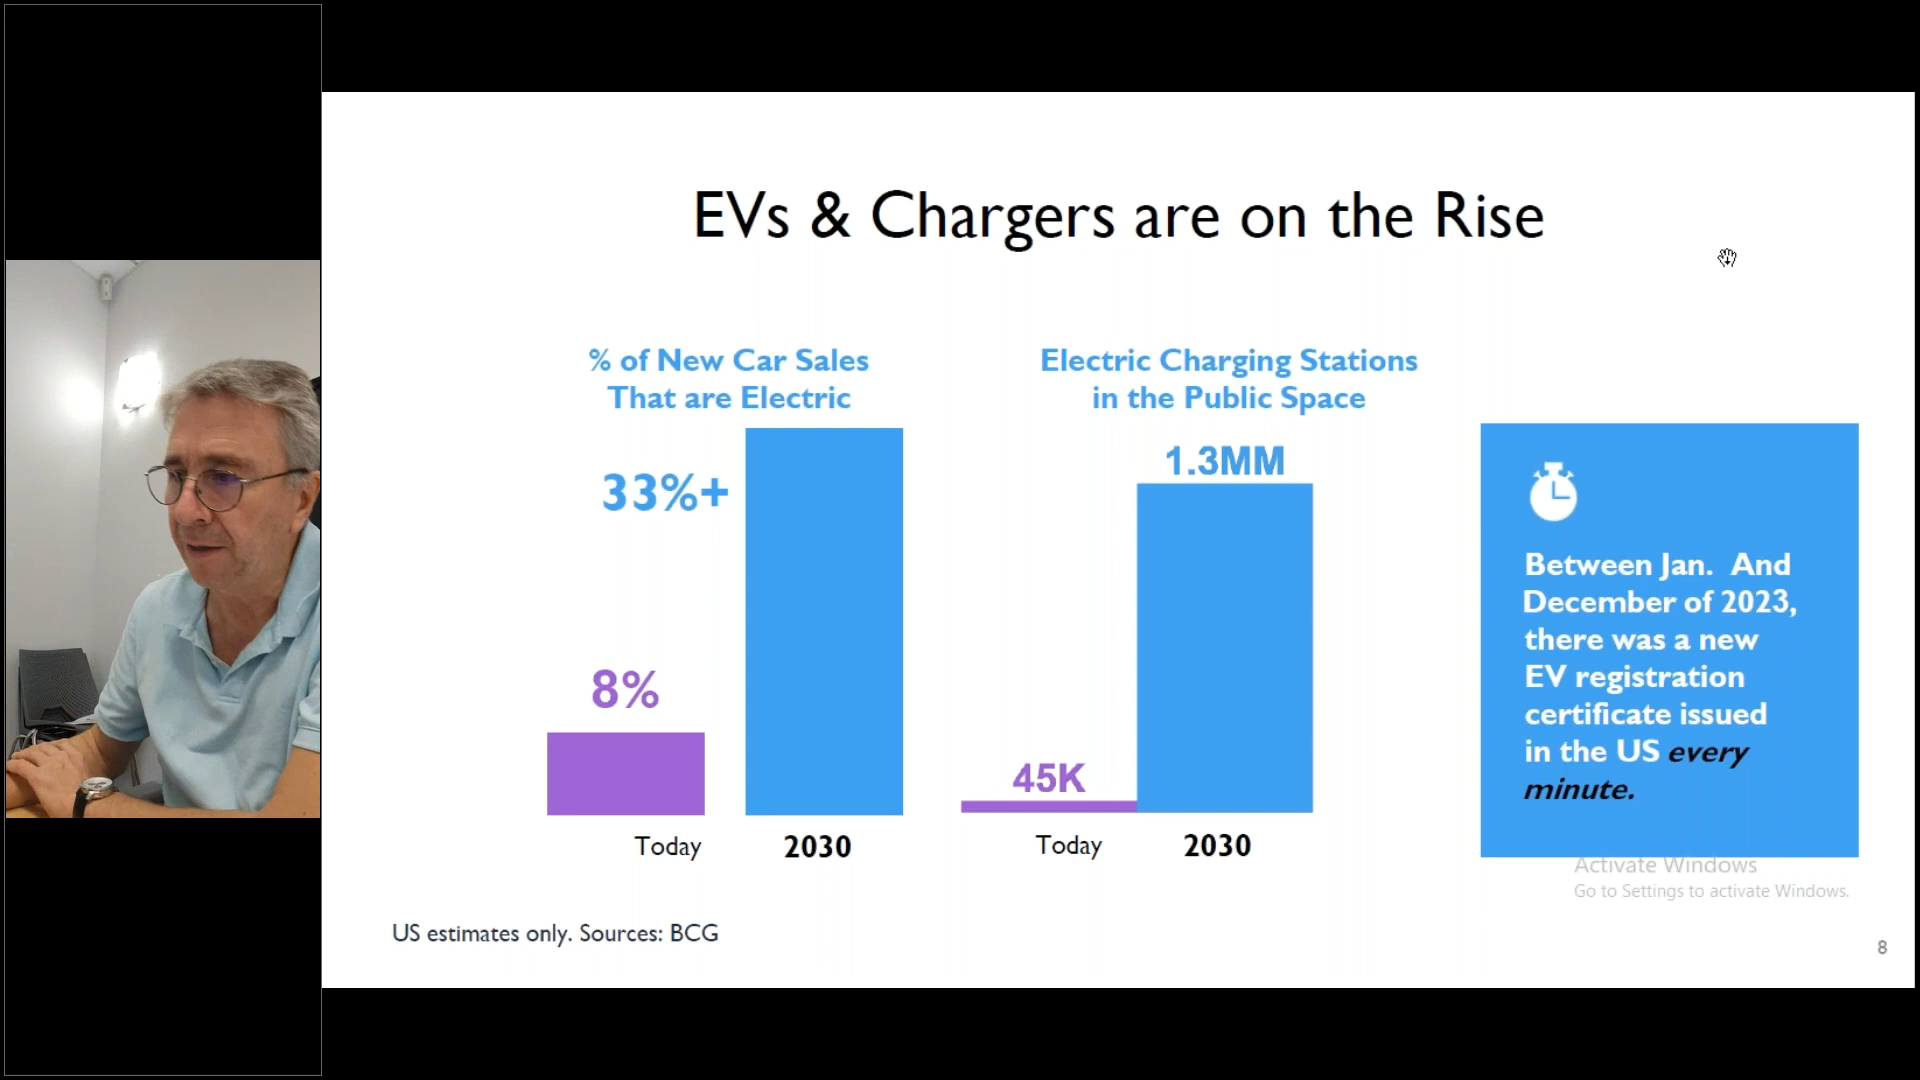 EVs & Chargers are on the Rise
% of New Car Sales
That are Electric
33%+
8%
Today
2030
Electric Charging Stations
in the Public Space
1.3MM
45K
Today
2030
Between Jan.  And
December of 2023,
there was a new
EV registration
certificate issued
in the US every
minute.
Activate Windows
Go to Settings to activate Windows.
US estimates only. Sources: BCG
8